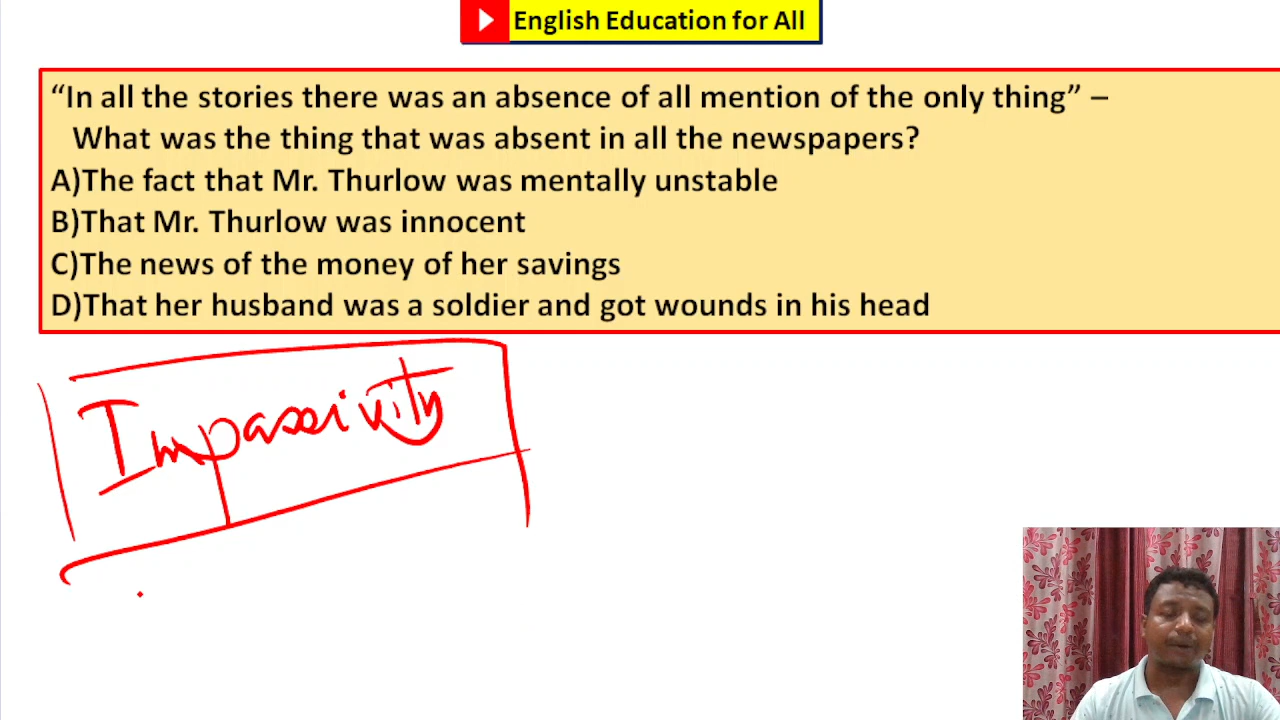 English Education for All
“In all the stories there was an absence of all mention of the only thing” –
What was the thing that was absent in all the newspapers?
A)The fact that Mr. Thurlow was mentally unstable
B)That Mr. Thurlow was innocent
C)The news of the money of her savings
D)That her husband was a soldier and got wounds in his head
Impassivity